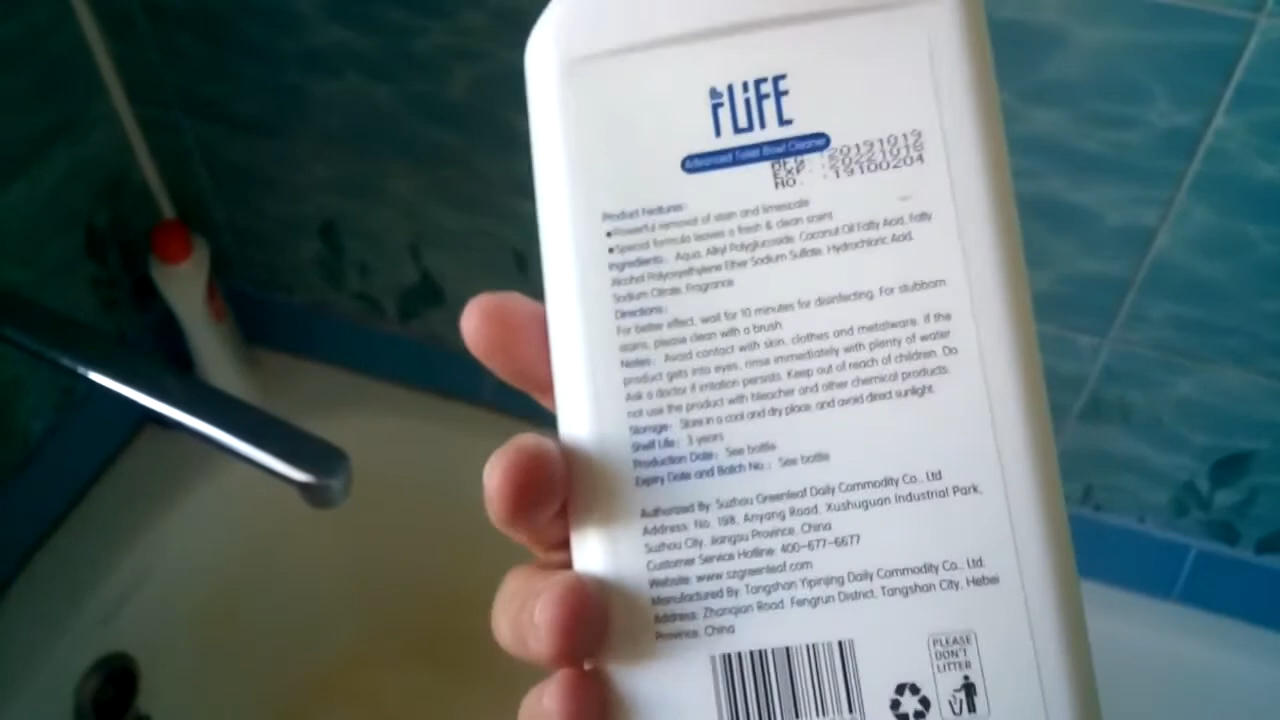 iLiFE
Advanced Toilet Bowl Cleaner
20191019
EXP. : 20221018
NO. : 19100204
Product Features:
•Powerful removal of stain and limescale
•Special formula leaves a fresh & clean scent
Ingredients: Aqua, Alkyl Polyglucoside, Coconut Oil Fatty Acid, Fatty
Alcohol Polyoxyethylene Ether Sodium Sulfate, Hydrochloric Acid,
Sodium Citrate, Fragrance
Directions:
For better effect, wait for 10 minutes for disinfecting. For stubborn
stains, please clean with a brush.
Notes: Avoid contact with skin, clothes and metalware. If the
product gets into eyes, rinse immediately with plenty of water
Ask a doctor if irritation persists. Keep out of reach of children. Do
not use the product with bleacher and other chemical products.
Storage: Store in a cool and dry place, and avoid direct sunlight.
Shelf Life: 3 years
Production Date: See bottle
Expiry Date and Batch No.: See bottle
Authorized By: Suzhou Greenleaf Daily Commodity Co., Ltd
Address: No. 198, Anyang Road, Xushuguan Industrial Park,
Suzhou City, Jiangsu Province, China
Customer Service Hotline: 400-677-6677
Website: www.szgreenleaf.com
Manufactured By: Tangshan Yipinjing Daily Commodity Co., Ltd.
Address: Zhanqian Road, Fengrun District, Tangshan City, Hebei
Province, China
PLEASE
DON'T
LITTER